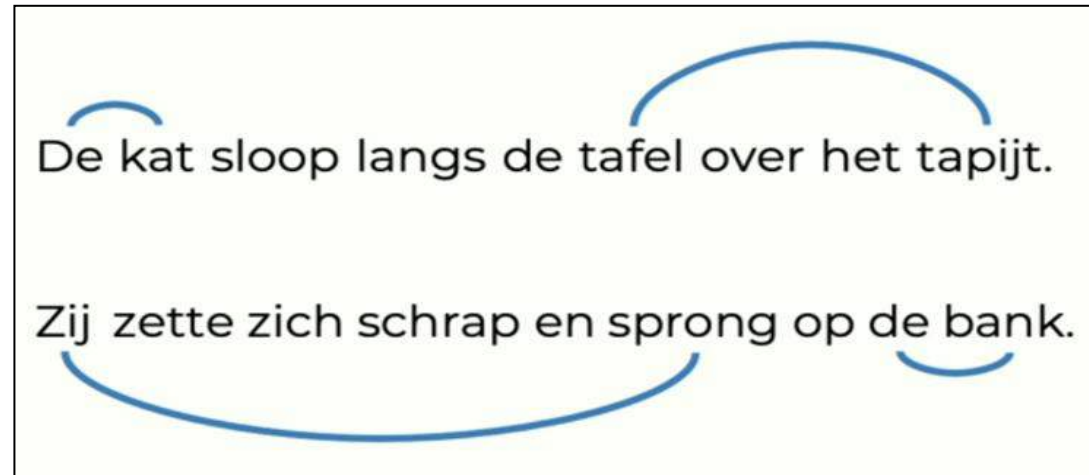 De kat sloop langs de tafel over het tapijt.
Zij zette zich schrap en sprong op de bank.